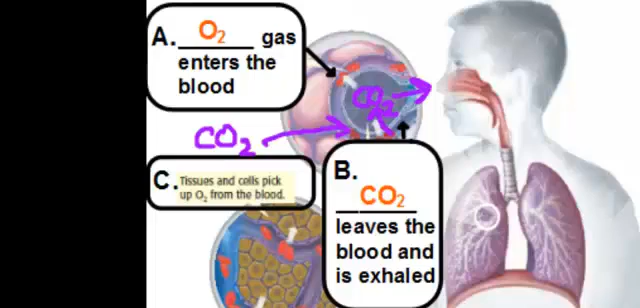 A. O₂ gas
enters the
blood
CO₂
CO₂
C. Tissues and cells pick
up O₂ from the blood.
B.
CO₂
leaves the
blood and
is exhaled